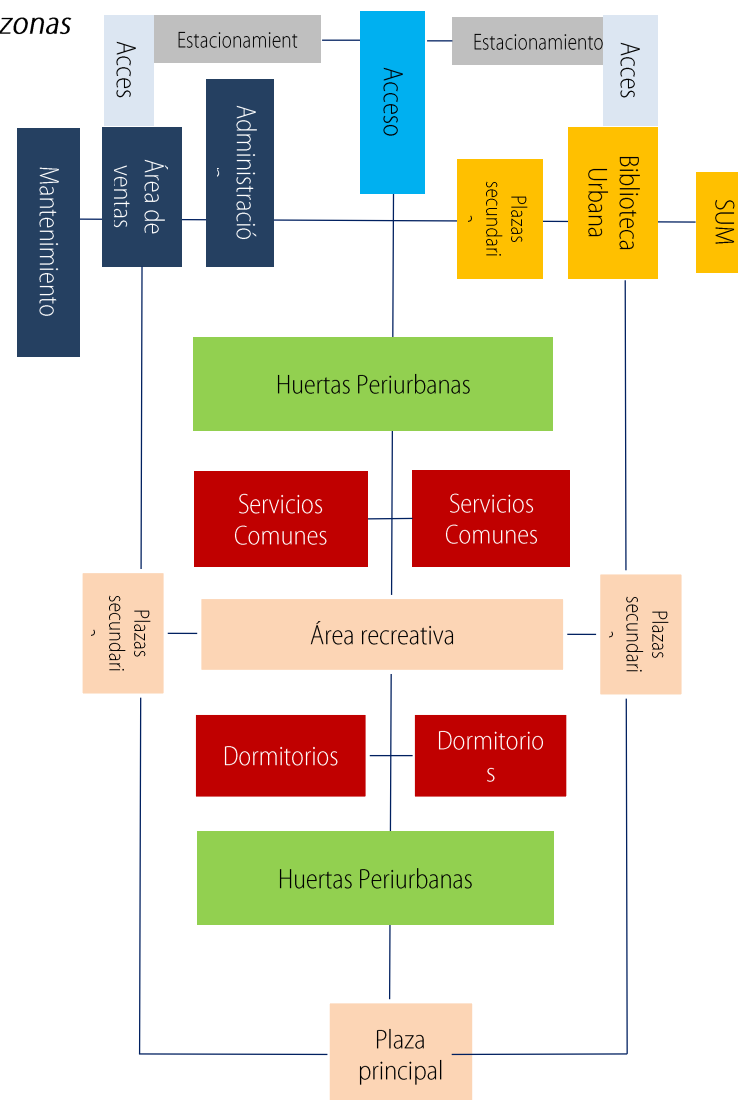 zonas
Estacionamient
Estacionamiento
Acces
Acceso
Acces
Administració
Mantenimiento
Área de
ventas
Plazas
secundari
Biblioteca
Urbana
SUM
Huertas Periurbanas
Servicios
Comunes
Servicios
Comunes
Plazas
secundari
Área recreativa
Plazas
secundari
Dormitorios
Dormitorio
s
Huertas Periurbanas
Plaza
principal